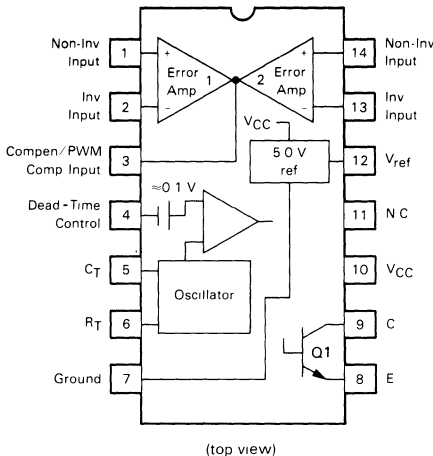 Non-Inv
Input
1
+
Error
Amp
1
−
Inv
Input
2
Compen/PWM
Comp Input
3
≈0 1 V
Dead-Time
Control
4
CT
5
Oscillator
RT
6
Ground
7
2
Error
Amp
+
−
14
Non-Inv
Input
13
Inv
Input
VCC
5 0 V
ref
12
Vref
11
N C
10
VCC
9
C
Q1
8
E
(top view)